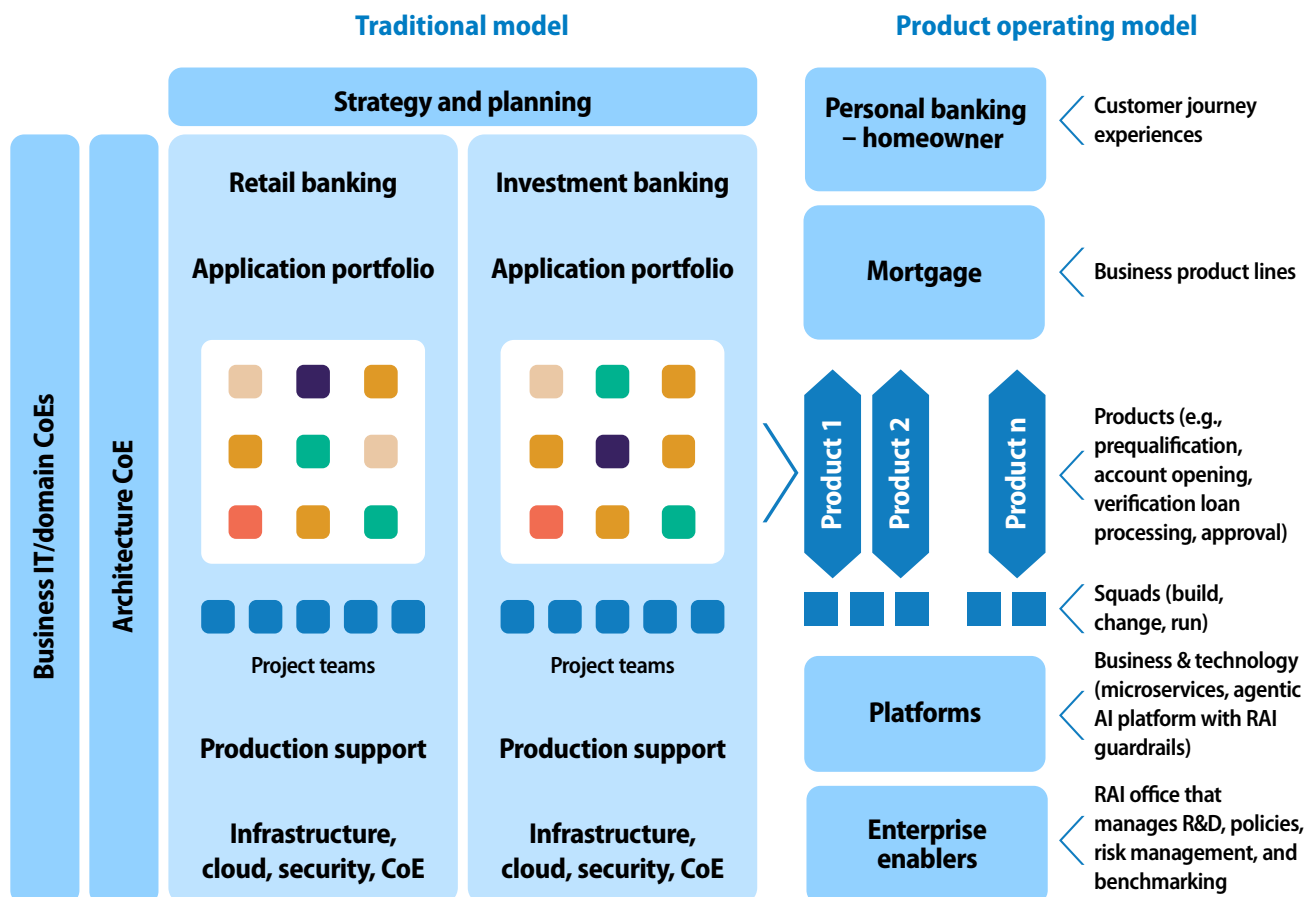 Traditional model
Product operating model
Business IT/domain CoEs
Architecture CoE
Strategy and planning
Retail banking
Application portfolio
Project teams
Production support
Infrastructure,
cloud, security, CoE
Investment banking
Application portfolio
Project teams
Production support
Infrastructure,
cloud, security, CoE
Personal banking
– homeowner
Customer journey
experiences
Mortgage
Business product lines
Product 1
Product 2
Product n
Products (e.g.,
prequalification,
account opening,
verification loan
processing, approval)
Squads (build,
change, run)
Platforms
Business & technology
(microservices, agentic
AI platform with RAI
guardrails)
Enterprise
enablers
RAI office that
manages R&D, policies,
risk management, and
benchmarking